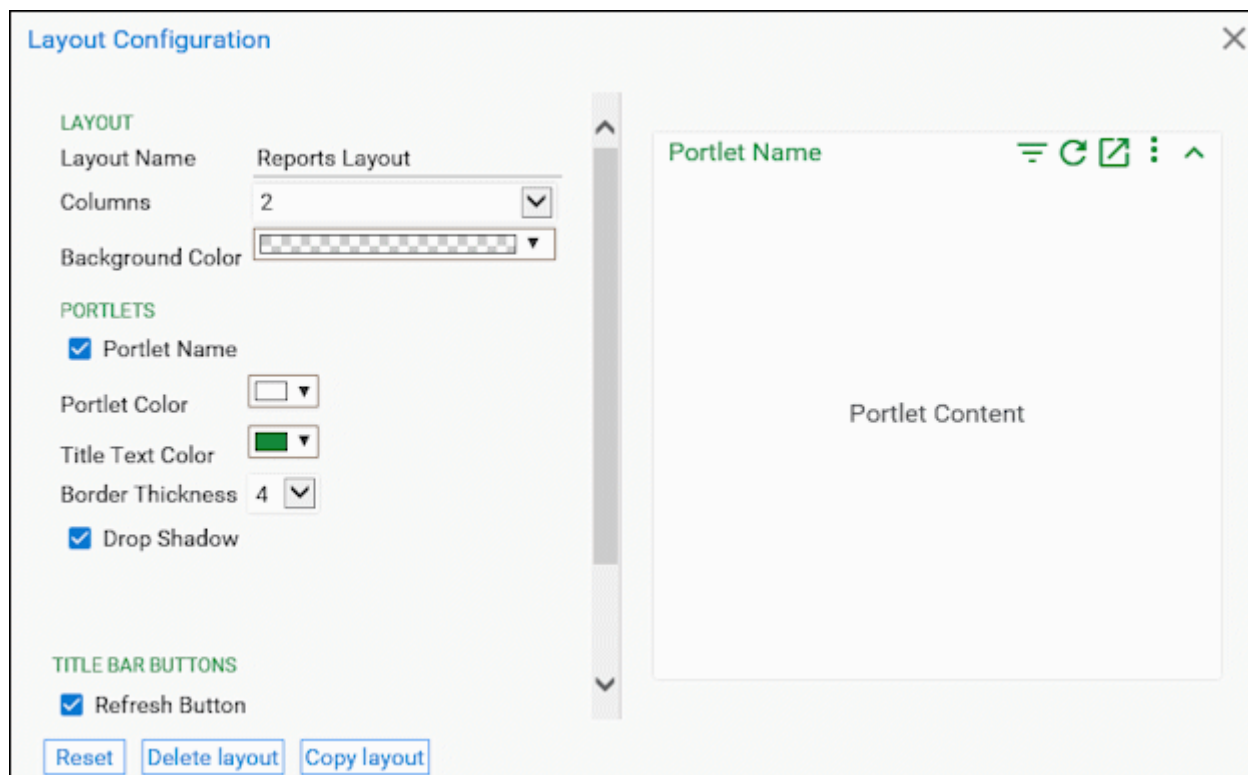 Layout Configuration
LAYOUT
Layout Name Reports Layout
Columns 2
Background Color
PORTLETS
Portlet Name
Portlet Color
Title Text Color
Border Thickness 4
Drop Shadow
TITLE BAR BUTTONS
Refresh Button
Reset Delete layout Copy layout
Portlet Name
Portlet Content